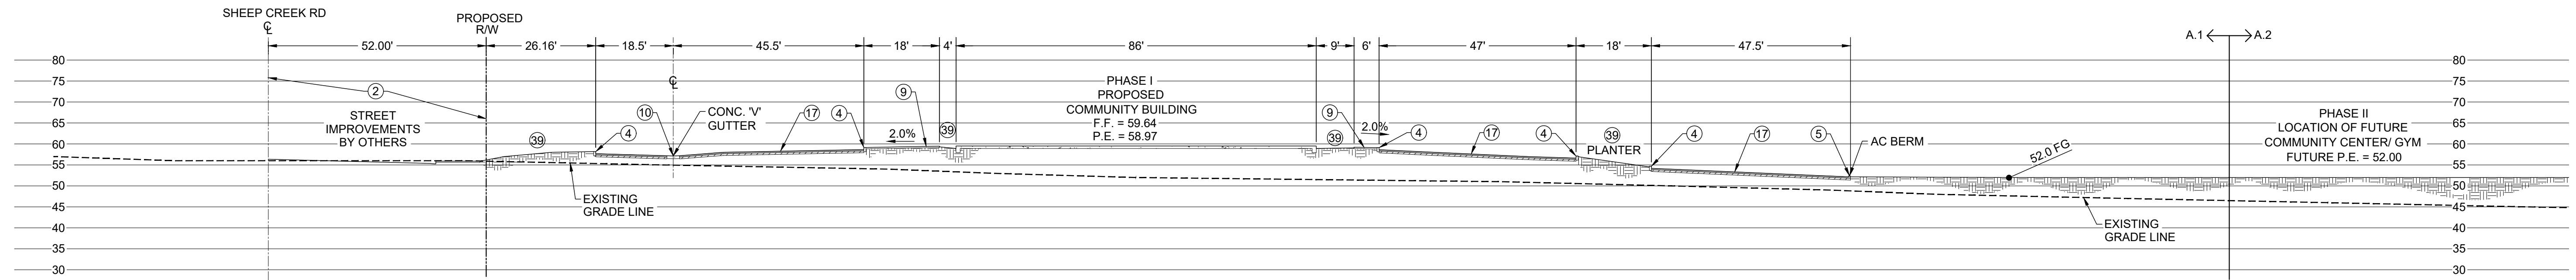 SHEEP CREEK RD
℄
PROPOSED
R/W
52.00'
26.16'
18.5'
45.5'
18'
4'
86'
9'
6'
47'
18'
47.5'
A.1
A.2
80
75
70
65
60
55
50
45
40
35
30
2
STREET
IMPROVEMENTS
BY OTHERS
39
4
10
℄
CONC. 'V'
GUTTER
17
4
9
2.0%
39
PHASE I
PROPOSED
COMMUNITY BUILDING
F.F. = 59.64
P.E. = 58.97
9
39
2.0%
4
17
4
39
PLANTER
4
17
5
AC BERM
52.0 FG
PHASE II
LOCATION OF FUTURE
COMMUNITY CENTER/ GYM
FUTURE P.E. = 52.00
EXISTING
GRADE LINE
EXISTING
GRADE LINE
80
75
70
65
60
55
50
45
40
35
30